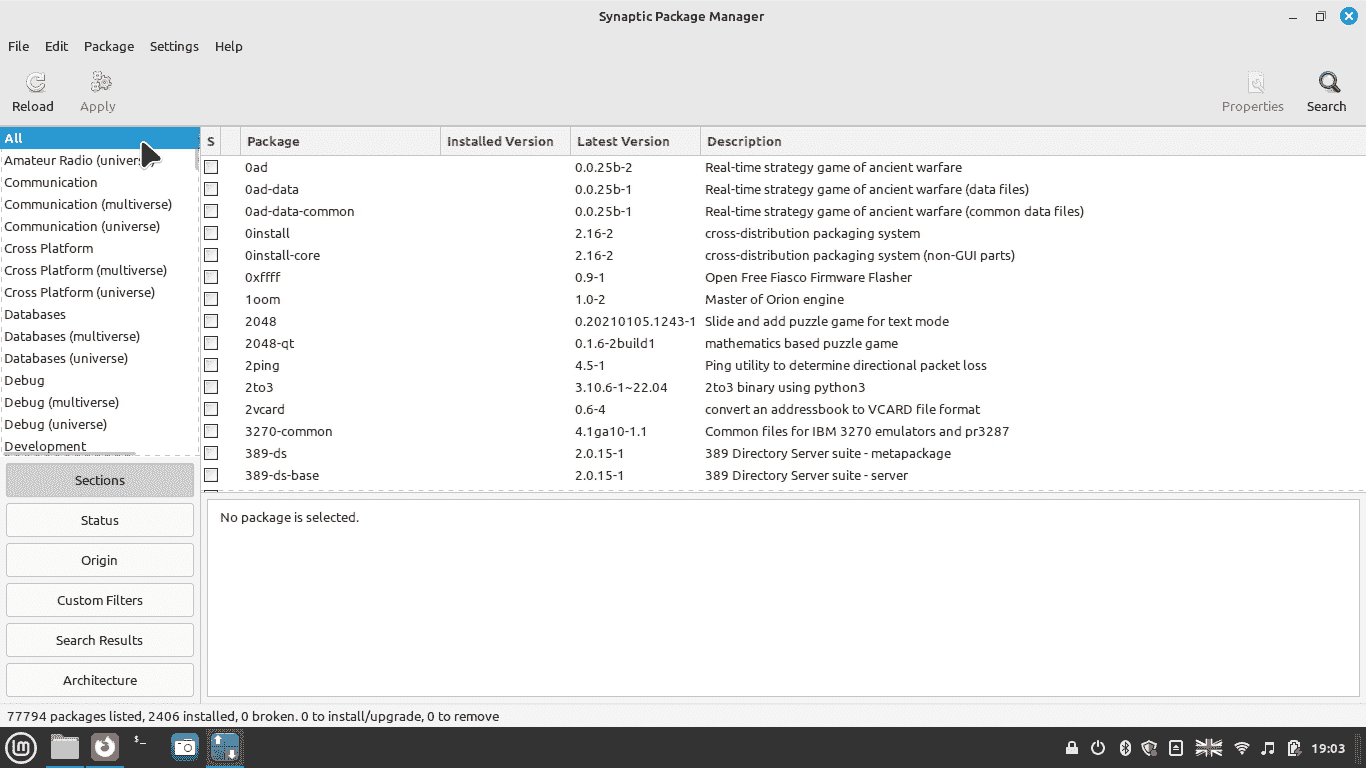 Synaptic Package Manager
File Edit Package Settings Help
Reload Apply Properties Search
All
Amateur Radio
Communication
Communication (multiverse)
Communication (universe)
Cross Platform
Cross Platform (multiverse)
Cross Platform (universe)
Databases
Databases (multiverse)
Databases (universe)
Debug
Debug (multiverse)
Debug (universe)
Development
Sections
Status
Origin
Custom Filters
Search Results
Architecture
S Package Installed Version Latest Version Description
0ad 0.0.25b-2 Real-time strategy game of ancient warfare
0ad-data 0.0.25b-1 Real-time strategy game of ancient warfare (data files)
0ad-data-common 0.0.25b-1 Real-time strategy game of ancient warfare (common data files)
0install 2.16-2 cross-distribution packaging system
0install-core 2.16-2 cross-distribution packaging system (non-GUI parts)
0xffff 0.9-1 Open Free Fiasco Firmware Flasher
1oom 1.0-2 Master of Orion engine
2048 0.20210105.1243-1 Slide and add puzzle game for text mode
2048-qt 0.1.6-2build1 mathematics based puzzle game
2ping 4.5-1 Ping utility to determine directional packet loss
2to3 3.10.6-1~22.04 2to3 binary using python3
2vcard 0.6-4 convert an addressbook to VCARD file format
3270-common 4.1ga10-1.1 Common files for IBM 3270 emulators and pr3287
389-ds 2.0.15-1 389 Directory Server suite - metapackage
389-ds-base 2.0.15-1 389 Directory Server suite - server
No package is selected.
77794 packages listed, 2406 installed, 0 broken. 0 to install/upgrade, 0 to remove
19:03